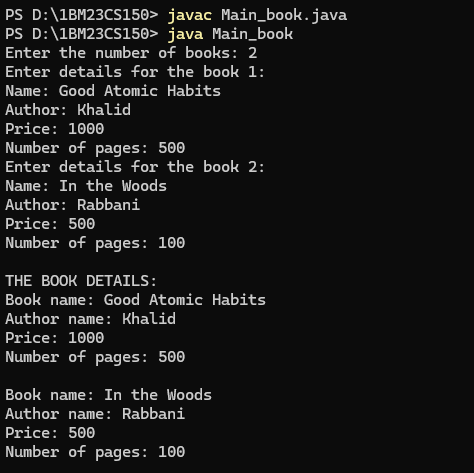 PS D:\1BM23CS150> javac Main_book.java
PS D:\1BM23CS150> java Main_book
Enter the number of books: 2
Enter details for the book 1:
Name: Good Atomic Habits
Author: Khalid
Price: 1000
Number of pages: 500
Enter details for the book 2:
Name: In the Woods
Author: Rabbani
Price: 500
Number of pages: 100

THE BOOK DETAILS:
Book name: Good Atomic Habits
Author name: Khalid
Price: 1000
Number of pages: 500

Book name: In the Woods
Author name: Rabbani
Price: 500
Number of pages: 100